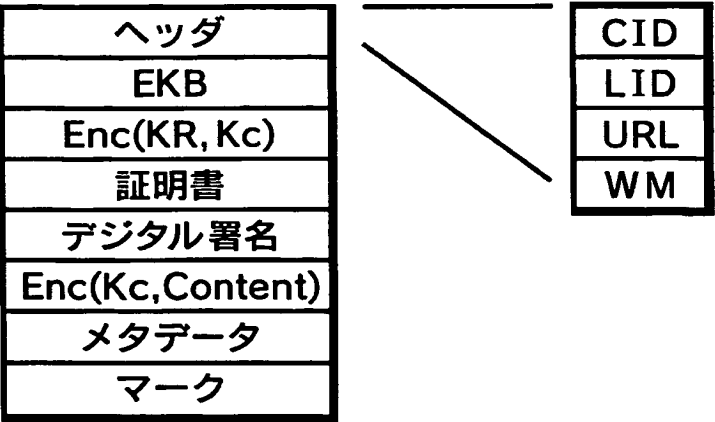 ヘッダ
EKB
Enc(KR, Kc)
証明書
デジタル署名
Enc(Kc,Content)
メタデータ
マーク
CID
LID
URL
WM